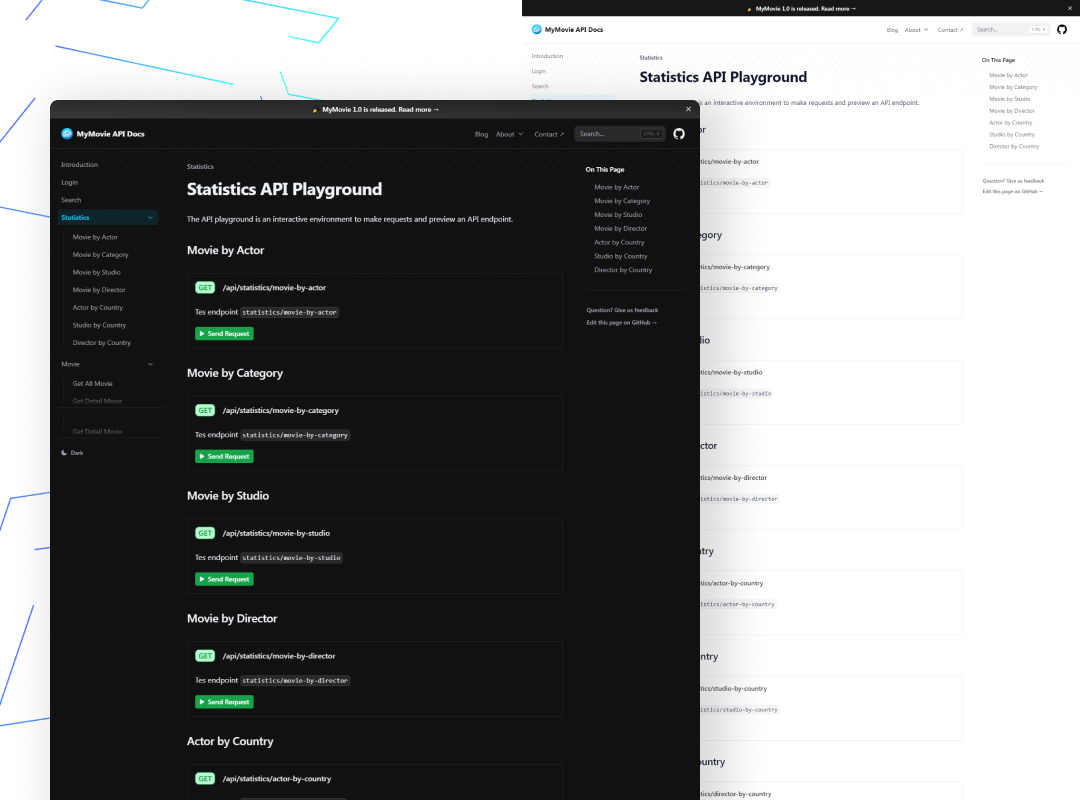 MyMovie 1.0 is released. Read more →
MyMovie API Docs
Blog About Contact ↗ Search... CTRL K
Introduction
Login
Search
Statistics
Statistics API Playground
s an interactive environment to make requests and preview an API endpoint.
On This Page
Movie by Actor
Movie by Category
Movie by Studio
Movie by Director
Actor by Country
Studio by Country
Director by Country
Question? Give us feedback
Edit this page on GitHub →
or
tics/movie-by-actor
istics/movie-by-actor
egory
tics/movie-by-category
istics/movie-by-category
dio
tics/movie-by-studio
istics/movie-by-studio
ctor
tics/movie-by-director
istics/movie-by-director
ntry
tics/actor-by-country
istics/actor-by-country
ntry
tics/studio-by-country
istics/studio-by-country
ountry
tics/director-by-country
MyMovie 1.0 is released. Read more →
MyMovie API Docs
Blog About Contact ↗ Search... CTRL K
Introduction
Login
Search
Statistics
Movie by Actor
Movie by Category
Movie by Studio
Movie by Director
Actor by Country
Studio by Country
Director by Country
Movie
Get All Movie
Get Detail Movie
Get Detail Movie
Dark
Statistics
Statistics API Playground
The API playground is an interactive environment to make requests and preview an API endpoint.
Movie by Actor
GET /api/statistics/movie-by-actor
Tes endpoint statistics/movie-by-actor
Send Request
Movie by Category
GET /api/statistics/movie-by-category
Tes endpoint statistics/movie-by-category
Send Request
Movie by Studio
GET /api/statistics/movie-by-studio
Tes endpoint statistics/movie-by-studio
Send Request
Movie by Director
GET /api/statistics/movie-by-director
Tes endpoint statistics/movie-by-director
Send Request
Actor by Country
GET /api/statistics/actor-by-country
On This Page
Movie by Actor
Movie by Category
Movie by Studio
Movie by Director
Actor by Country
Studio by Country
Director by Country
Question? Give us feedback
Edit this page on GitHub →